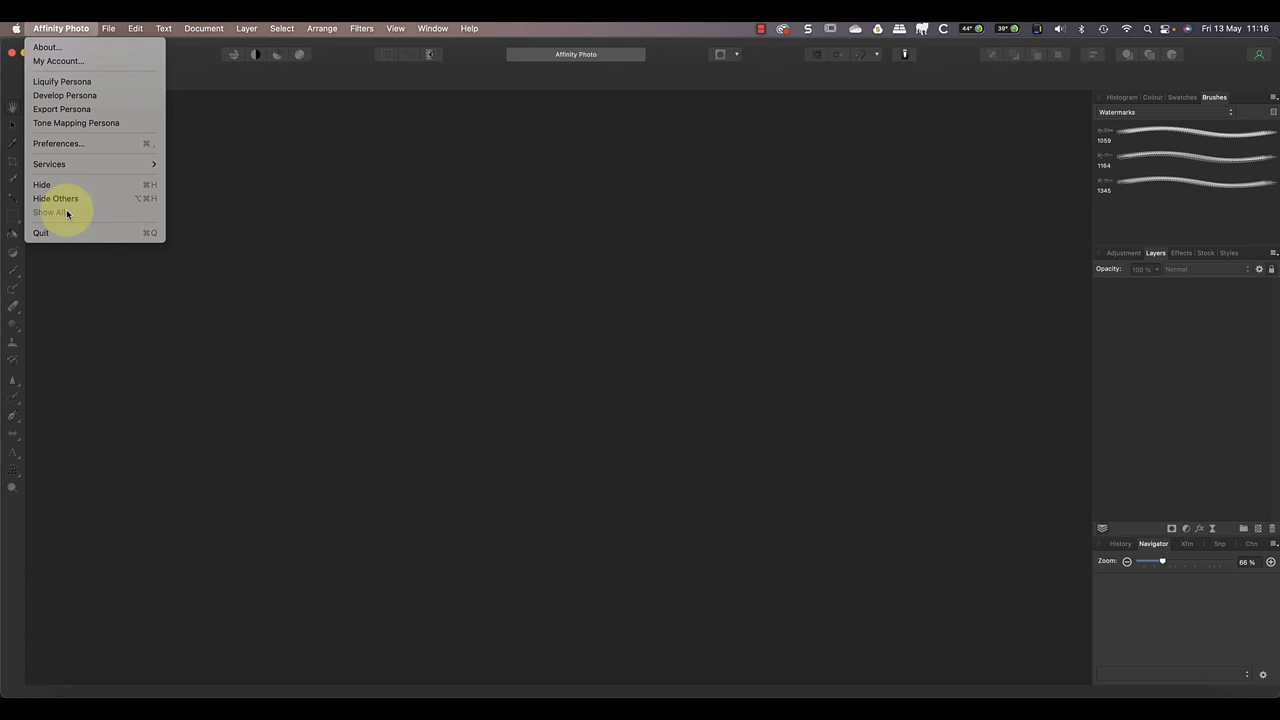 Affinity Photo File Edit Text Document Layer Select Arrange Filters View Window Help 44° 39° Fri 13 May 11:16
About...
My Account...
Liquify Persona
Develop Persona
Export Persona
Tone Mapping Persona
Preferences... ⌘ ,
Services
Hide ⌘H
Hide Others ⌥⌘H
Show All
Quit ⌘Q
Affinity Photo
Histogram Colour Swatches Brushes
Watermarks
1059
1164
1345
Adjustment Layers Effects Stock Styles
Opacity: 100 % Normal
History Navigator Xfm Snp Chn
Zoom: 66 %